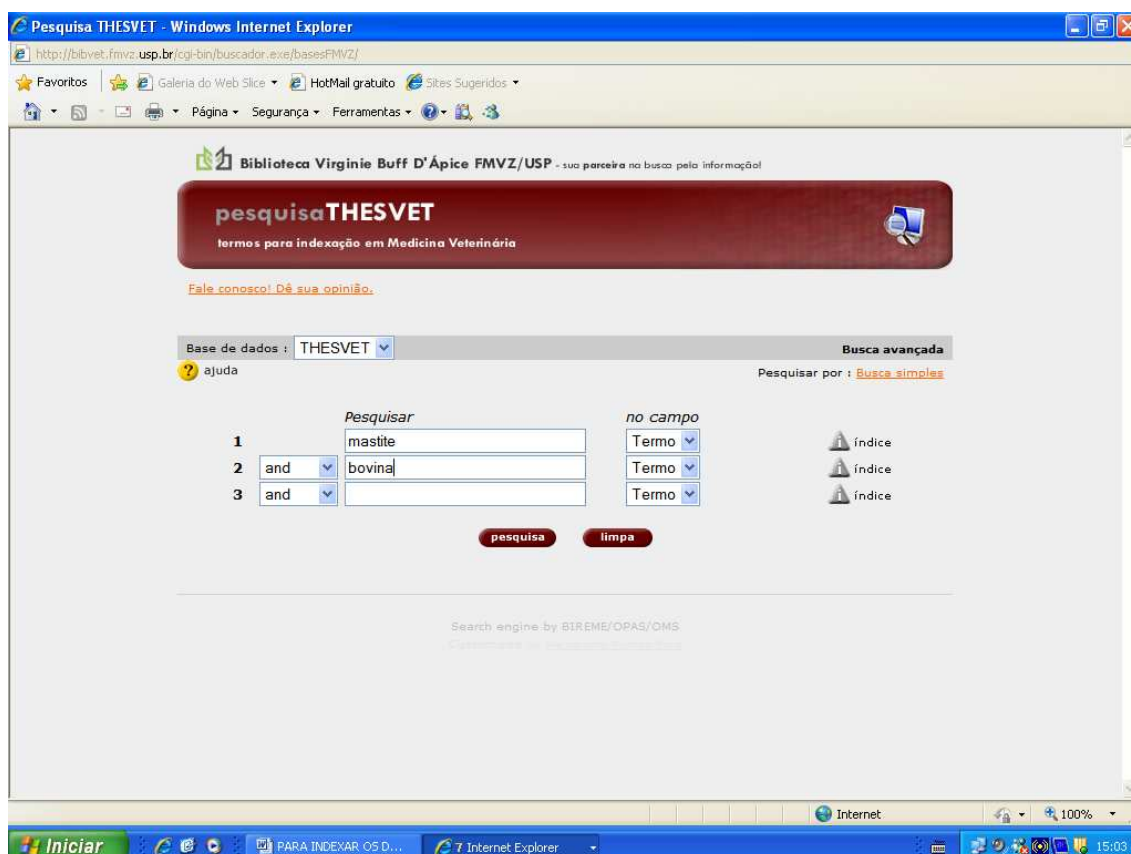 Pesquisa THESVET - Windows Internet Explorer
http://bibvet.fmvz.usp.br/cgi-bin/buscador.exe/basesFMVZ/
Favoritos Galeria do Web Slice HotMail gratuito Sites Sugeridos
Página Segurança Ferramentas
Biblioteca Virginie Buff D'Ápice FMVZ/USP - sua parceira na busca pela informação!
pesquisaTHESVET
termos para indexação em Medicina Veterinária
Fale conosco! Dê sua opinião.
Base de dados : THESVET Busca avançada
? ajuda Pesquisar por : Busca simples
Pesquisar no campo
1 mastite Termo índice
2 and bovina Termo índice
3 and Termo índice
pesquisa limpa
Search engine by BIREME/OPAS/OMS
Internet 100%
Iniciar PARA INDEXAR OS D... 7 Internet Explorer 15:03